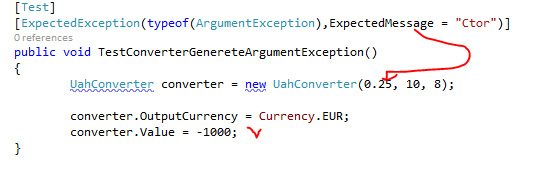 [Test]
[ExpectedException(typeof(ArgumentException),ExpectedMessage = "Ctor")]
0 references
public void TestConverterGenereteArgumentException()
{
UahConverter converter = new UahConverter(0.25, 10, 8);
converter.OutputCurrency = Currency.EUR;
converter.Value = -1000;
}